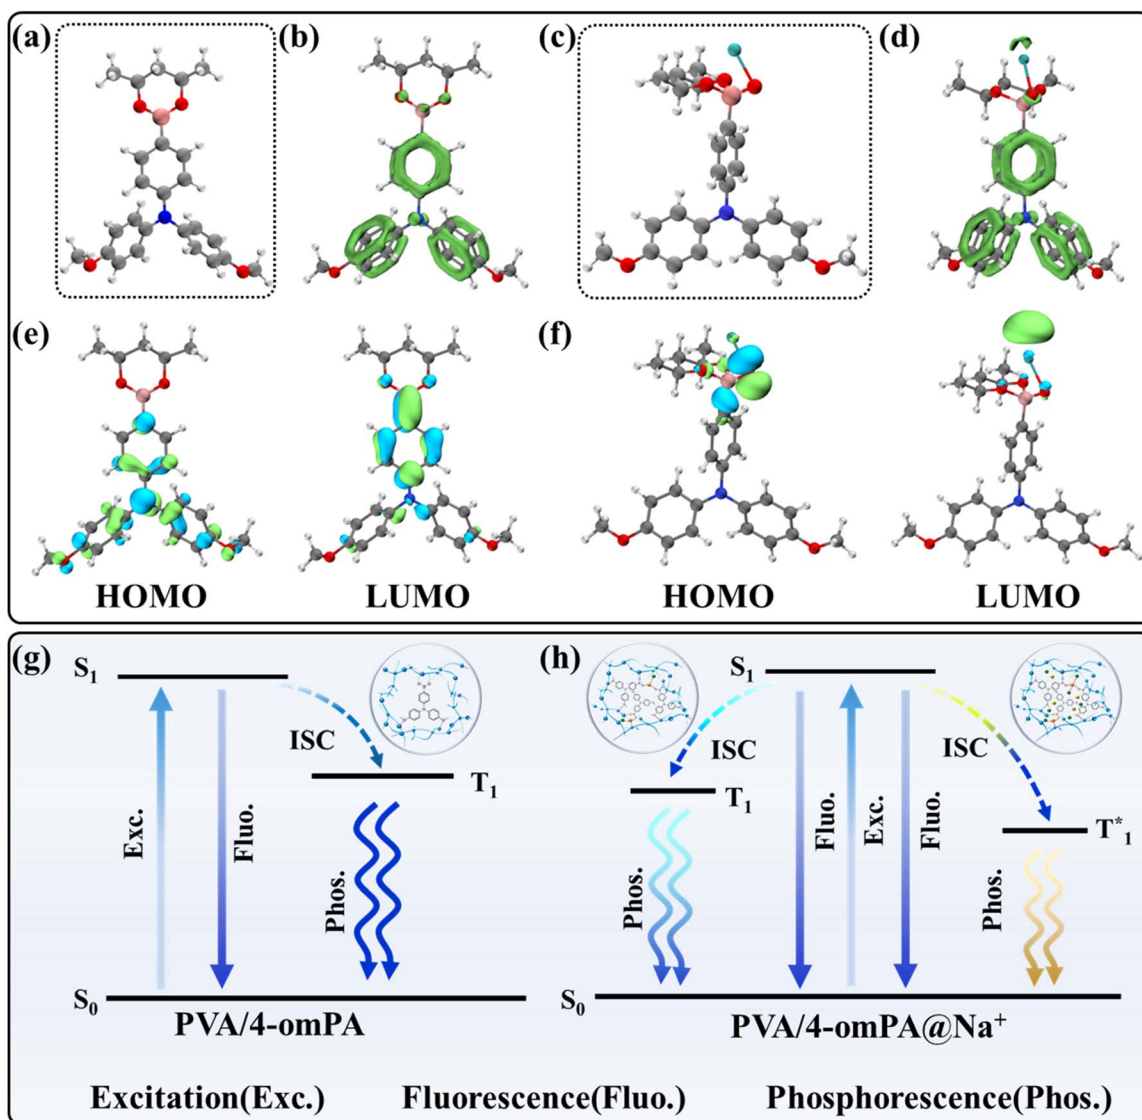 (a)
(b)
(c)
(d)
(e)
(f)
HOMO
LUMO
HOMO
LUMO
(g)
S1
Exc.
Fluo.
ISC
T1
Phos.
S0
PVA/4-omPA
(h)
S1
ISC
ISC
T1
Fluo.
Exc.
Fluo.
T*1
Phos.
Phos.
S0
PVA/4-omPA@Na+
Excitation(Exc.) Fluorescence(Fluo.) Phosphorescence(Phos.)